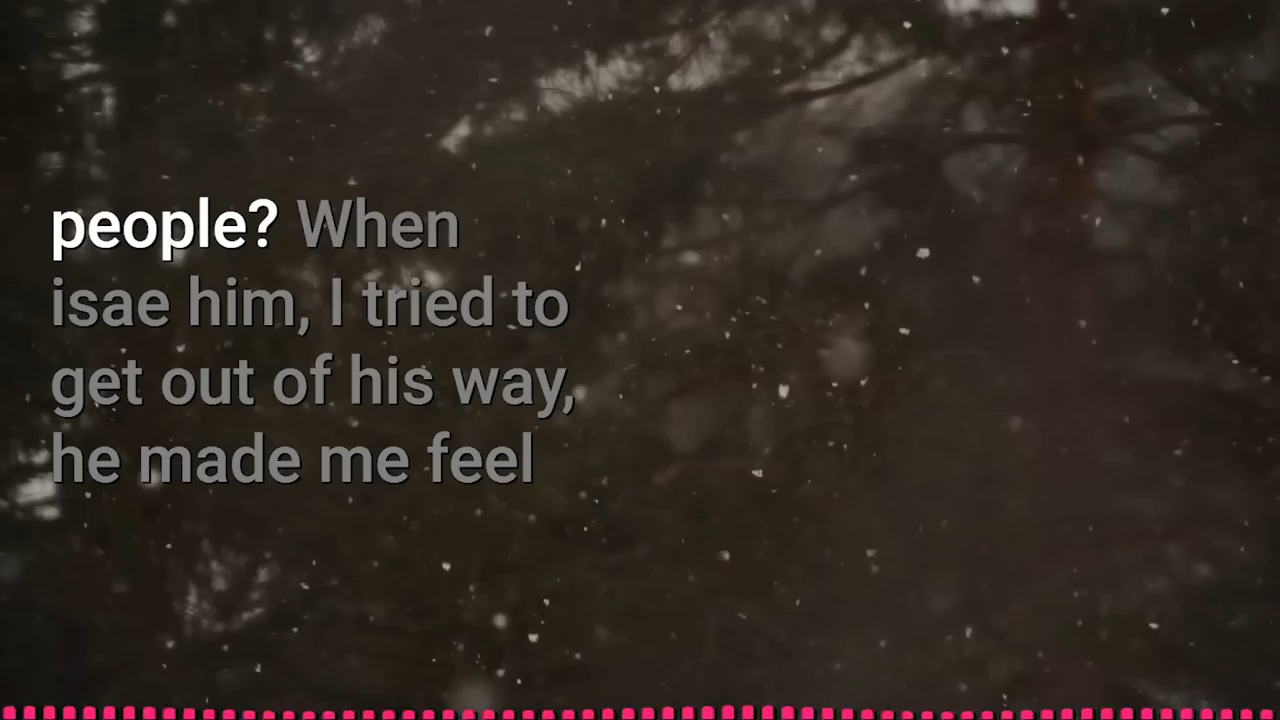 people? When
isae him, I tried to
get out of his way,
he made me feel